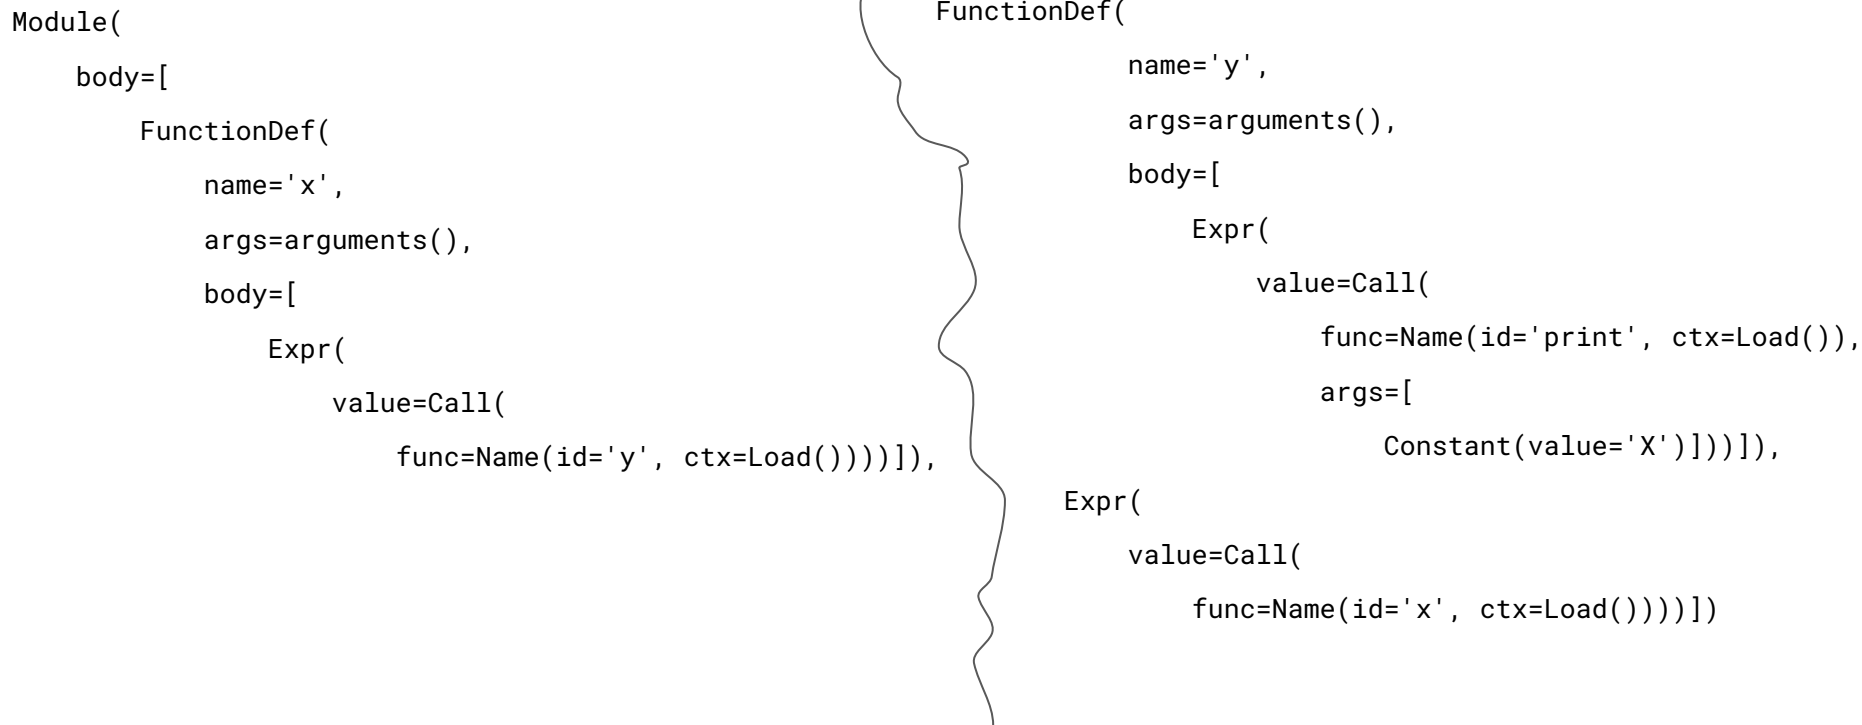 Module(
    body=[
        FunctionDef(
            name='x',
            args=arguments(),
            body=[
                Expr(
                    value=Call(
                        func=Name(id='y', ctx=Load())))]),
FunctionDef(
            name='y',
            args=arguments(),
            body=[
                Expr(
                    value=Call(
                        func=Name(id='print', ctx=Load()),
                        args=[
                            Constant(value='X')]))]),
        Expr(
            value=Call(
                func=Name(id='x', ctx=Load())))])